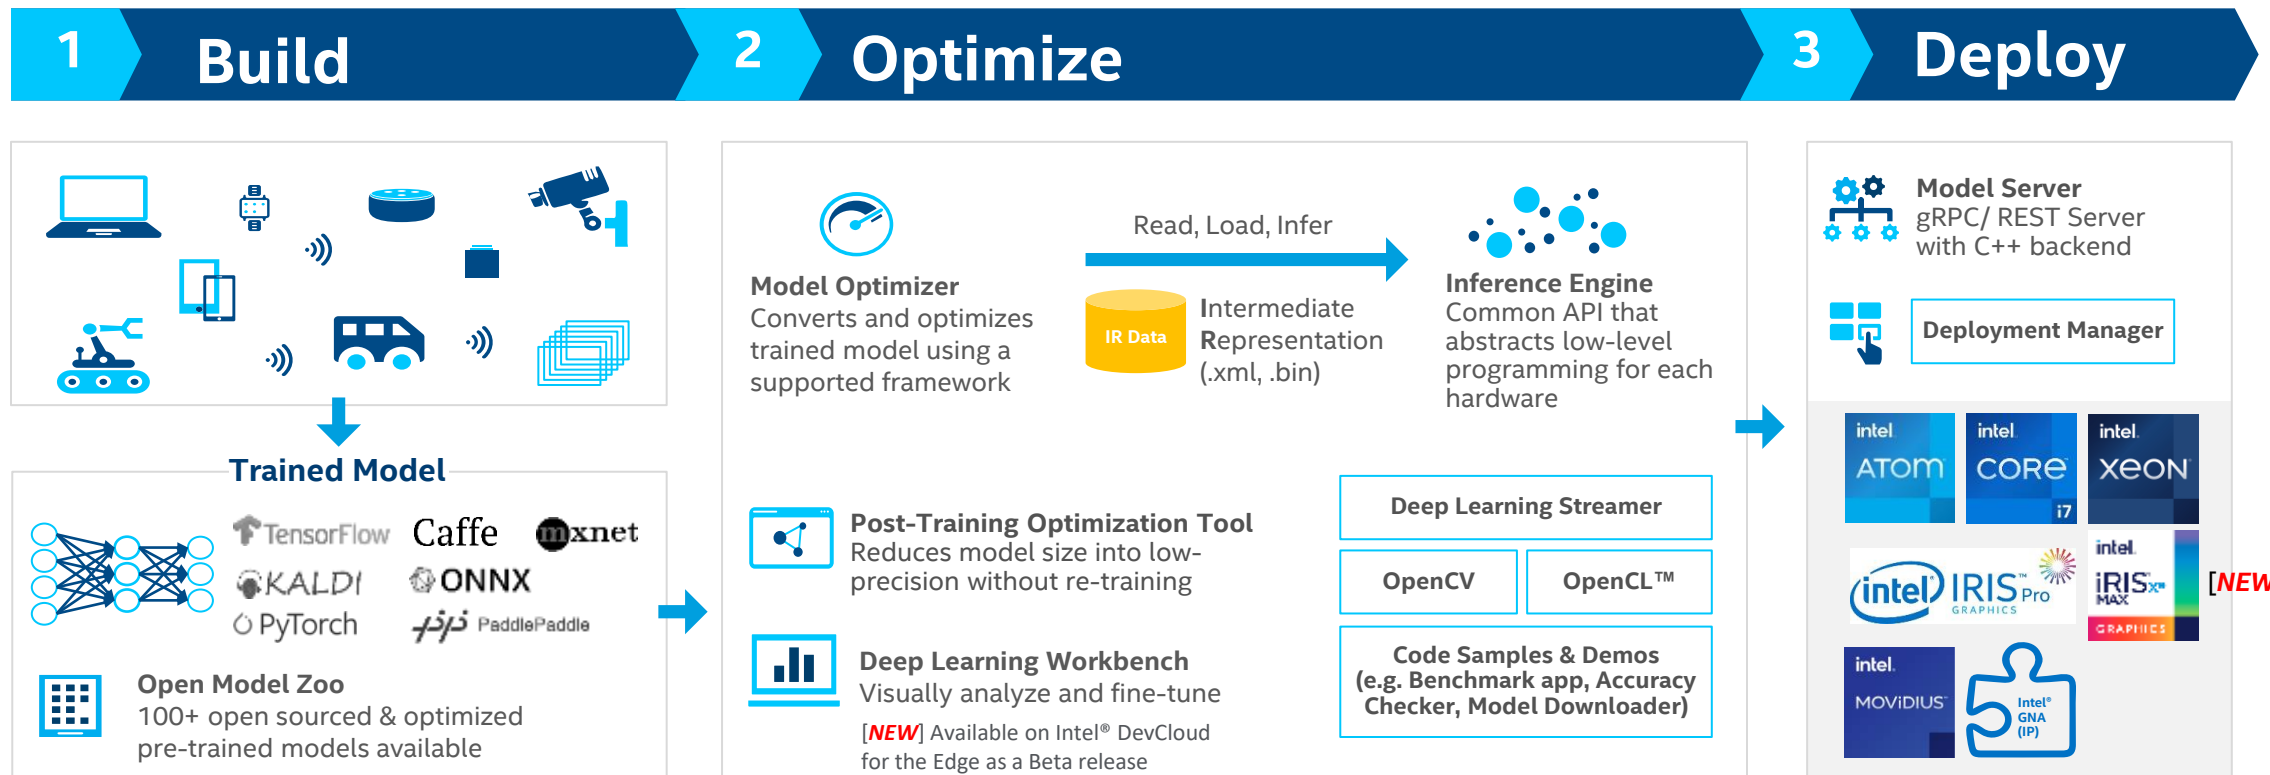 1
Build
2
Optimize
3
Deploy
Trained Model
TensorFlow
Caffe
mxnet
KALDI
ONNX
PyTorch
PaddlePaddle
Open Model Zoo
100+ open sourced & optimized
pre-trained models available
Model Optimizer
Converts and optimizes
trained model using a
supported framework
Read, Load, Infer
IR Data
Intermediate
Representation
(.xml, .bin)
Inference Engine
Common API that
abstracts low-level
programming for each
hardware
Post-Training Optimization Tool
Reduces model size into low-
precision without re-training
Deep Learning Workbench
Visually analyze and fine-tune
[NEW] Available on Intel® DevCloud
for the Edge as a Beta release
Deep Learning Streamer
OpenCV
OpenCL™
Code Samples & Demos
(e.g. Benchmark app, Accuracy
Checker, Model Downloader)
Model Server
gRPC/ REST Server
with C++ backend
Deployment Manager
intel.
ATOM
intel.
CORE
i7
intel.
XEON
intel IRIS™ Pro
GRAPHICS
intel.
IRIS Xe
MAX
GRAPHICS
[NEW
intel.
MOVIDIUS
Intel®
GNA
(IP)